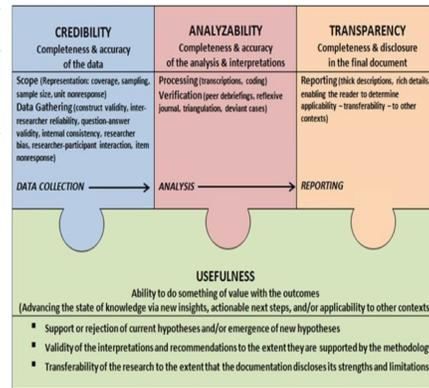 CREDIBILITY
Completeness & accuracy
of the data
Scope (Representation: coverage, sampling,
sample size, unit nonresponse)
Data Gathering (construct validity, inter-
researcher reliability, question-answer
validity, internal consistency, researcher
bias, researcher-participant interaction, item
nonresponse)
DATA COLLECTION
ANALYZABILITY
Completeness & accuracy
of the analysis & interpretations
Processing (transcriptions, coding)
Verification (peer debriefings, reflexive
journal, triangulation, deviant cases)
ANALYSIS
TRANSPARENCY
Completeness & disclosure
in the final document
Reporting (thick descriptions, rich details
enabling the reader to determine
applicability – transferability – to other
contexts)
REPORTING
USEFULNESS
Ability to do something of value with the outcomes
(Advancing the state of knowledge via new insights, actionable next steps, and/or applicability to other contexts
▪ Support or rejection of current hypotheses and/or emergence of new hypotheses
▪ Validity of the interpretations and recommendations to the extent they are supported by the methodolog
▪ Transferability of the research to the extent that the documentation discloses its strengths and limitations